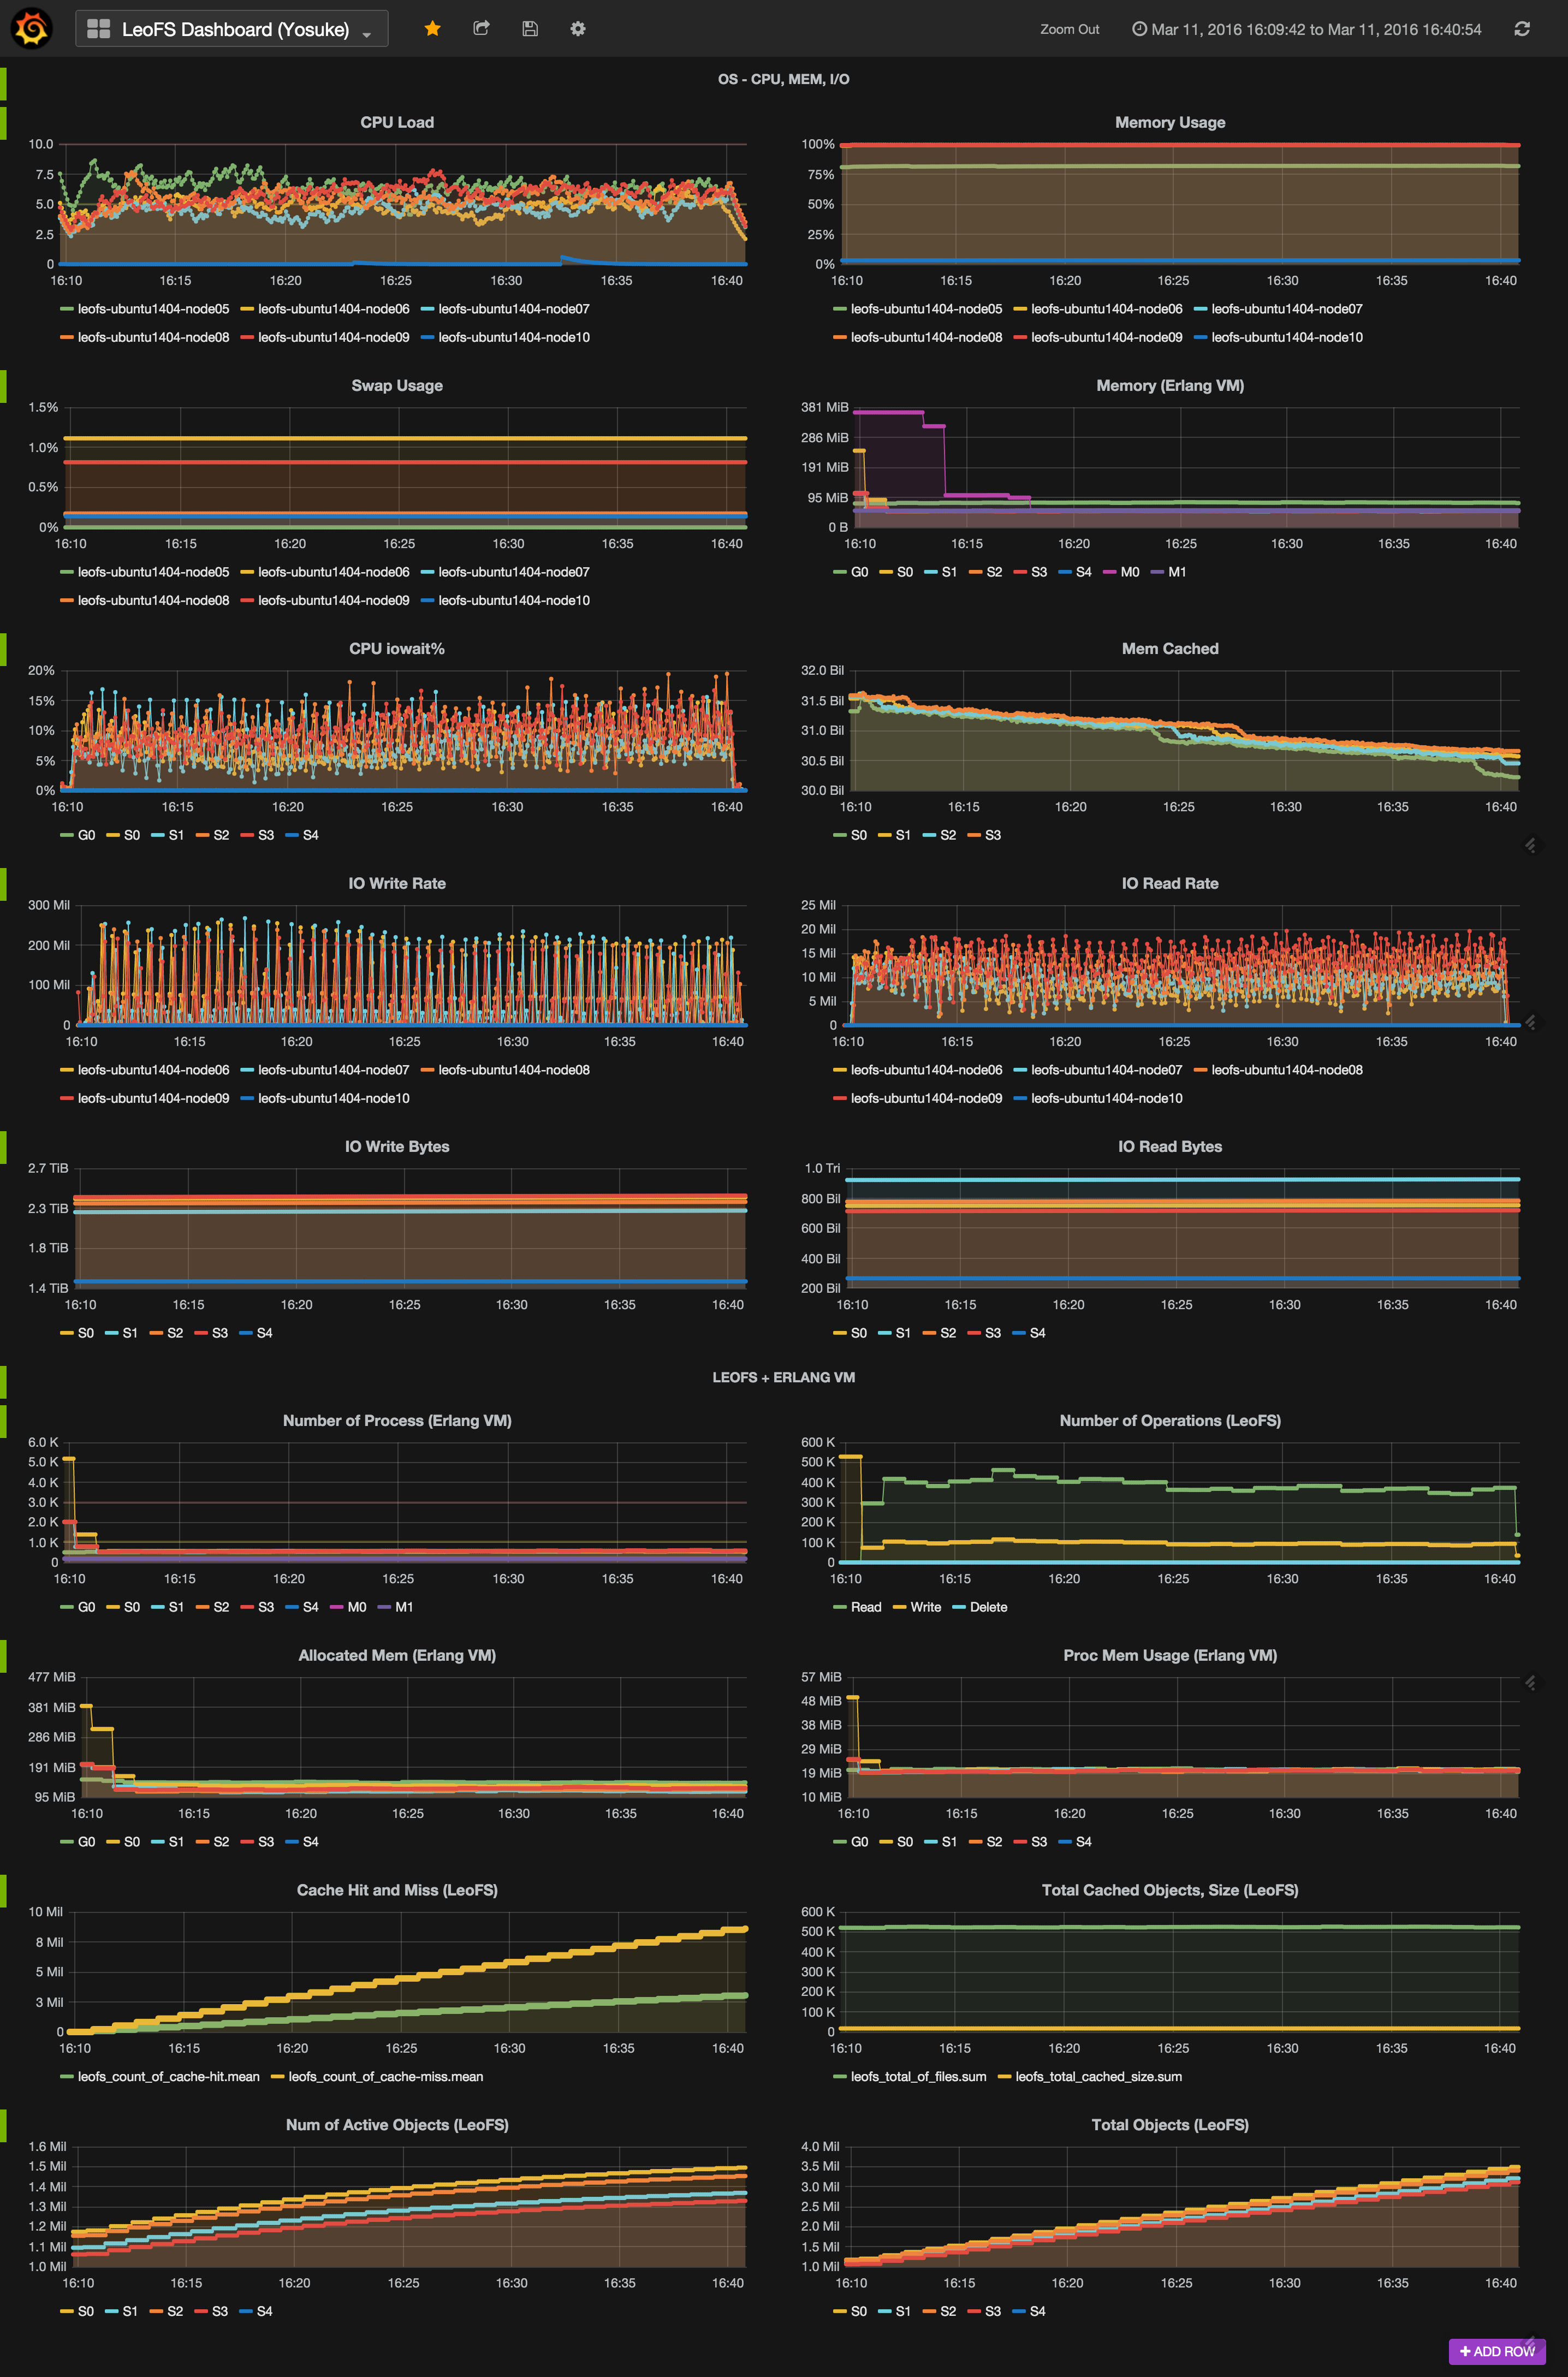 LeoFS Dashboard (Yosuke)
Zoom Out
Mar 11, 2016 16:09:42 to Mar 11, 2016 16:40:54
OS - CPU, MEM, I/O
CPU Load
10.0
7.5
5.0
2.5
0
16:10 16:15 16:20 16:25 16:30 16:35 16:40
leofs-ubuntu1404-node05 leofs-ubuntu1404-node06 leofs-ubuntu1404-node07
leofs-ubuntu1404-node08 leofs-ubuntu1404-node09 leofs-ubuntu1404-node10
Memory Usage
100%
75%
50%
25%
0%
16:10 16:15 16:20 16:25 16:30 16:35 16:40
leofs-ubuntu1404-node05 leofs-ubuntu1404-node06 leofs-ubuntu1404-node07
leofs-ubuntu1404-node08 leofs-ubuntu1404-node09 leofs-ubuntu1404-node10
Swap Usage
1.5%
1.0%
0.5%
0%
16:10 16:15 16:20 16:25 16:30 16:35 16:40
leofs-ubuntu1404-node05 leofs-ubuntu1404-node06 leofs-ubuntu1404-node07
leofs-ubuntu1404-node08 leofs-ubuntu1404-node09 leofs-ubuntu1404-node10
Memory (Erlang VM)
381 MiB
286 MiB
191 MiB
95 MiB
0 B
16:10 16:15 16:20 16:25 16:30 16:35 16:40
G0 S0 S1 S2 S3 S4 M0 M1
CPU iowait%
20%
15%
10%
5%
0%
16:10 16:15 16:20 16:25 16:30 16:35 16:40
G0 S0 S1 S2 S3 S4
Mem Cached
32.0 Bil
31.5 Bil
31.0 Bil
30.5 Bil
30.0 Bil
16:10 16:15 16:20 16:25 16:30 16:35 16:40
S0 S1 S2 S3
IO Write Rate
300 Mil
200 Mil
100 Mil
0
16:10 16:15 16:20 16:25 16:30 16:35 16:40
leofs-ubuntu1404-node06 leofs-ubuntu1404-node07 leofs-ubuntu1404-node08
leofs-ubuntu1404-node09 leofs-ubuntu1404-node10
IO Read Rate
25 Mil
20 Mil
15 Mil
10 Mil
5 Mil
0
16:10 16:15 16:20 16:25 16:30 16:35 16:40
leofs-ubuntu1404-node06 leofs-ubuntu1404-node07 leofs-ubuntu1404-node08
leofs-ubuntu1404-node09 leofs-ubuntu1404-node10
IO Write Bytes
2.7 TiB
2.3 TiB
1.8 TiB
1.4 TiB
16:10 16:15 16:20 16:25 16:30 16:35 16:40
S0 S1 S2 S3 S4
IO Read Bytes
1.0 Tri
800 Bil
600 Bil
400 Bil
200 Bil
16:10 16:15 16:20 16:25 16:30 16:35 16:40
S0 S1 S2 S3 S4
LEOFS + ERLANG VM
Number of Process (Erlang VM)
6.0 K
5.0 K
4.0 K
3.0 K
2.0 K
1.0 K
0
16:10 16:15 16:20 16:25 16:30 16:35 16:40
G0 S0 S1 S2 S3 S4 M0 M1
Number of Operations (LeoFS)
600 K
500 K
400 K
300 K
200 K
100 K
0
16:10 16:15 16:20 16:25 16:30 16:35 16:40
Read Write Delete
Allocated Mem (Erlang VM)
477 MiB
381 MiB
286 MiB
191 MiB
95 MiB
16:10 16:15 16:20 16:25 16:30 16:35 16:40
G0 S0 S1 S2 S3 S4
Proc Mem Usage (Erlang VM)
57 MiB
48 MiB
38 MiB
29 MiB
19 MiB
10 MiB
16:10 16:15 16:20 16:25 16:30 16:35 16:40
G0 S0 S1 S2 S3 S4
Cache Hit and Miss (LeoFS)
10 Mil
8 Mil
5 Mil
3 Mil
0
16:10 16:15 16:20 16:25 16:30 16:35 16:40
leofs_count_of_cache-hit.mean leofs_count_of_cache-miss.mean
Total Cached Objects, Size (LeoFS)
600 K
500 K
400 K
300 K
200 K
100 K
0
16:10 16:15 16:20 16:25 16:30 16:35 16:40
leofs_total_of_files.sum leofs_total_cached_size.sum
Num of Active Objects (LeoFS)
1.6 Mil
1.5 Mil
1.4 Mil
1.3 Mil
1.2 Mil
1.1 Mil
1.0 Mil
16:10 16:15 16:20 16:25 16:30 16:35 16:40
S0 S1 S2 S3 S4
Total Objects (LeoFS)
4.0 Mil
3.5 Mil
3.0 Mil
2.5 Mil
2.0 Mil
1.5 Mil
1.0 Mil
16:10 16:15 16:20 16:25 16:30 16:35 16:40
S0 S1 S2 S3 S4
+ ADD ROW